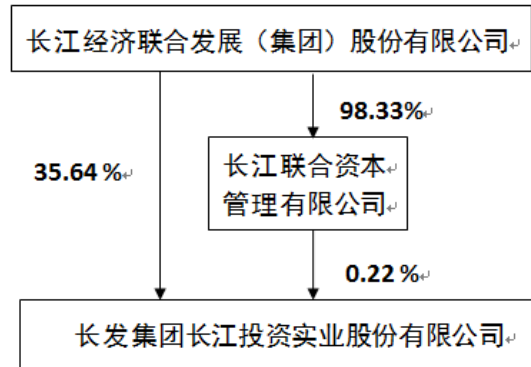 长江经济联合发展（集团）股份有限公司
98.33%
35.64 %
长江联合资本
管理有限公司
0.22 %
长发集团长江投资实业股份有限公司